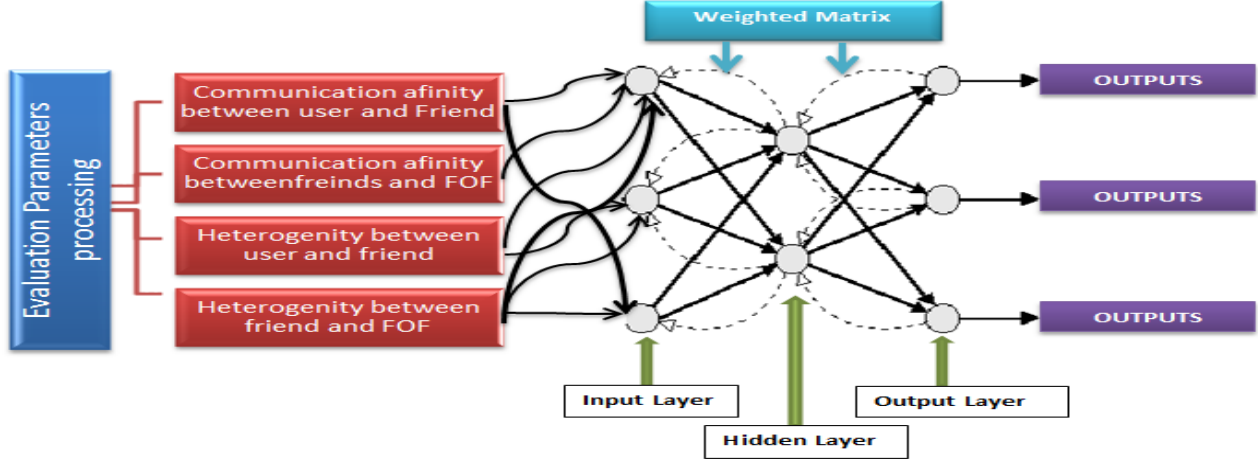 Weighted Matrix
Evaluation Parameters
processing
Communication afinity
between user and Friend
Communication afinity
betweenfreinds and FOF
Heterogenity between
user and friend
Heterogenity between
friend and FOF
OUTPUTS
OUTPUTS
OUTPUTS
Input Layer
Output Layer
Hidden Layer